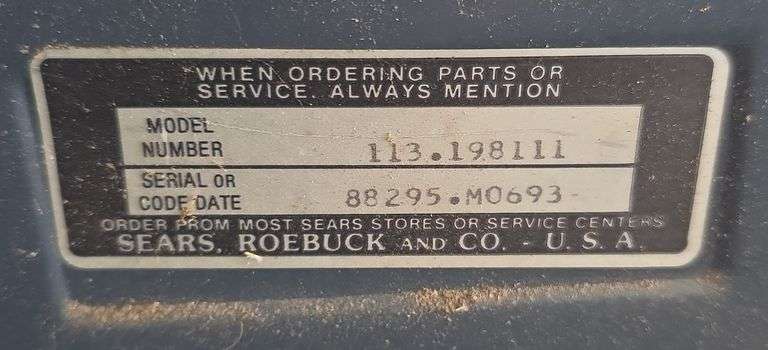 WHEN ORDERING PARTS OR
SERVICE. ALWAYS MENTION
MODEL
NUMBER 113.198111
SERIAL OR
CODE DATE 88295.M0693
ORDER FROM MOST SEARS STORES OR SERVICE CENTERS
SEARS, ROEBUCK AND CO. - U. S. A.